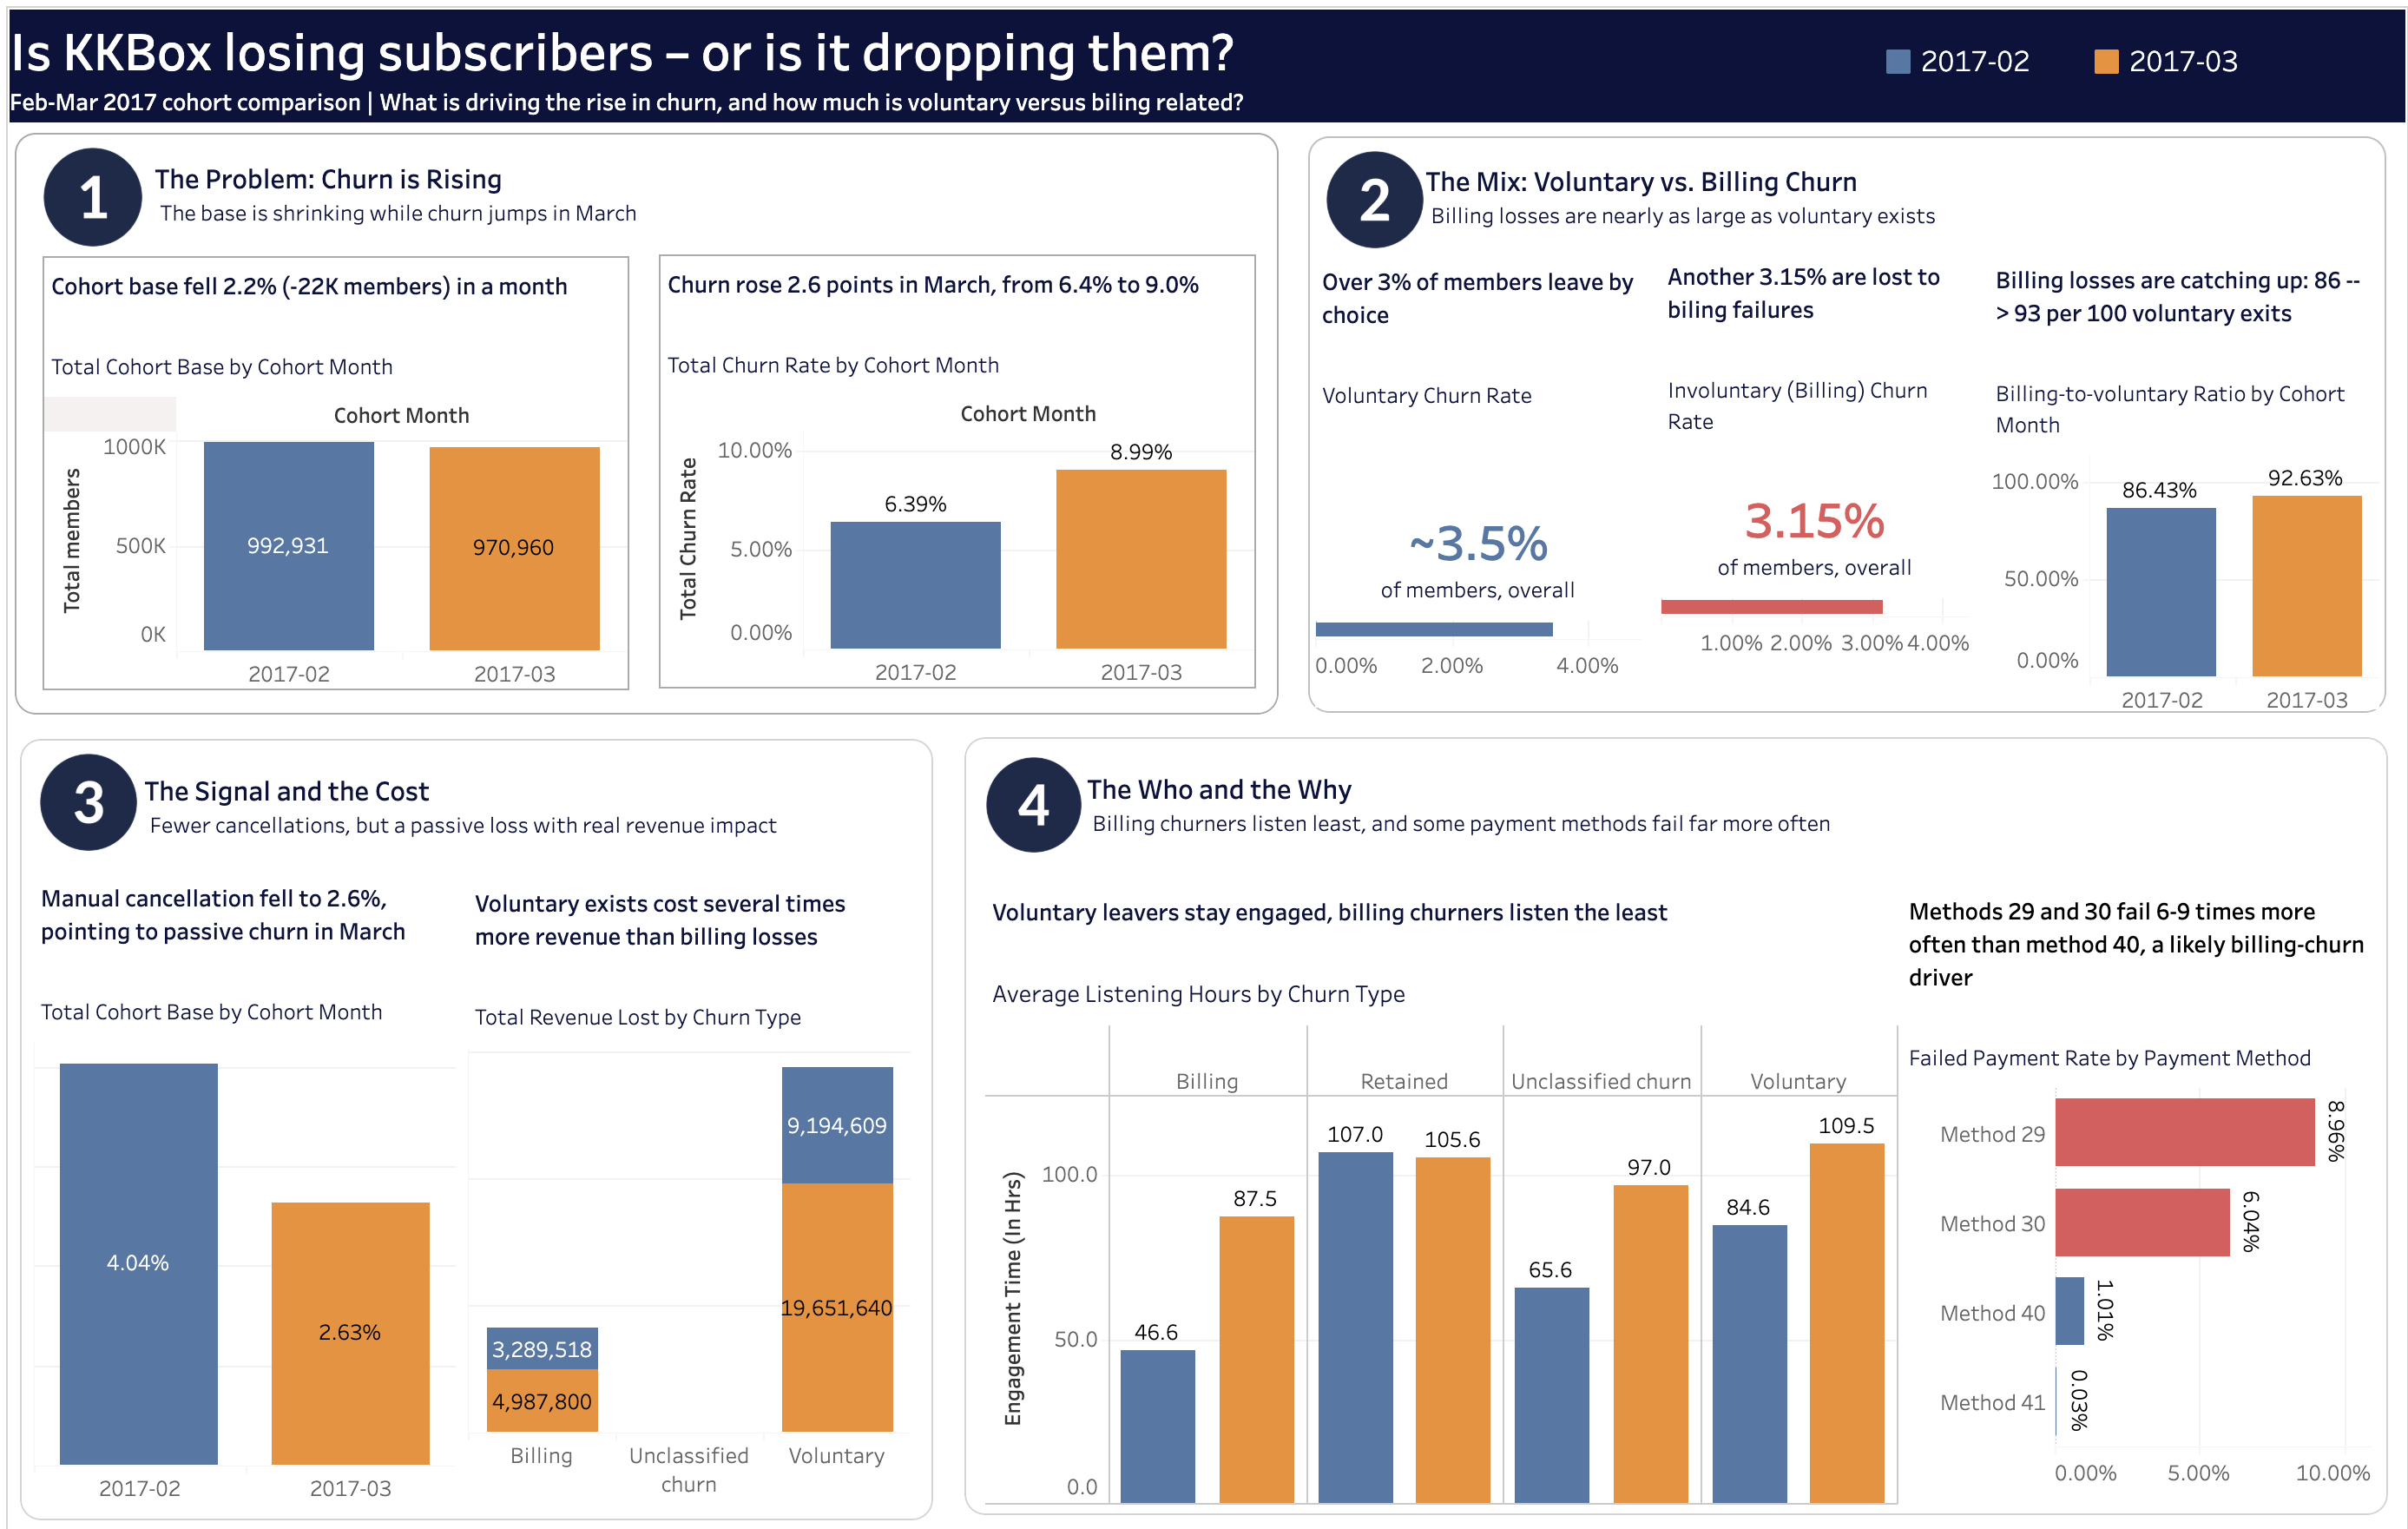 Is KKBox losing subscribers – or is it dropping them?
Feb-Mar 2017 cohort comparison | What is driving the rise in churn, and how much is voluntary versus biling related?
2017-02
2017-03
1
The Problem: Churn is Rising
The base is shrinking while churn jumps in March
Cohort base fell 2.2% (-22K members) in a month
Total Cohort Base by Cohort Month
Cohort Month
Total members
1000K
500K
0K
992,931
970,960
2017-02
2017-03
Churn rose 2.6 points in March, from 6.4% to 9.0%
Total Churn Rate by Cohort Month
Cohort Month
Total Churn Rate
10.00%
5.00%
0.00%
6.39%
8.99%
2017-02
2017-03
2
The Mix: Voluntary vs. Billing Churn
Billing losses are nearly as large as voluntary exists
Over 3% of members leave by
choice
Voluntary Churn Rate
~3.5%
of members, overall
0.00%
2.00%
4.00%
Another 3.15% are lost to
biling failures
Involuntary (Billing) Churn
Rate
3.15%
of members, overall
1.00%
2.00%
3.00%
4.00%
Billing losses are catching up: 86 --
> 93 per 100 voluntary exits
Billing-to-voluntary Ratio by Cohort
Month
100.00%
50.00%
0.00%
86.43%
92.63%
2017-02
2017-03
3
The Signal and the Cost
Fewer cancellations, but a passive loss with real revenue impact
Manual cancellation fell to 2.6%,
pointing to passive churn in March
Total Cohort Base by Cohort Month
4.04%
2.63%
2017-02
2017-03
Voluntary exists cost several times
more revenue than billing losses
Total Revenue Lost by Churn Type
3,289,518
4,987,800
9,194,609
19,651,640
Billing
Unclassified
churn
Voluntary
4
The Who and the Why
Billing churners listen least, and some payment methods fail far more often
Voluntary leavers stay engaged, billing churners listen the least
Average Listening Hours by Churn Type
Billing
Retained
Unclassified churn
Voluntary
Engagement Time (In Hrs)
100.0
50.0
0.0
46.6
87.5
107.0
105.6
65.6
97.0
84.6
109.5
Methods 29 and 30 fail 6-9 times more
often than method 40, a likely billing-churn
driver
Failed Payment Rate by Payment Method
Method 29
8.96%
Method 30
6.04%
Method 40
1.01%
Method 41
0.03%
0.00%
5.00%
10.00%